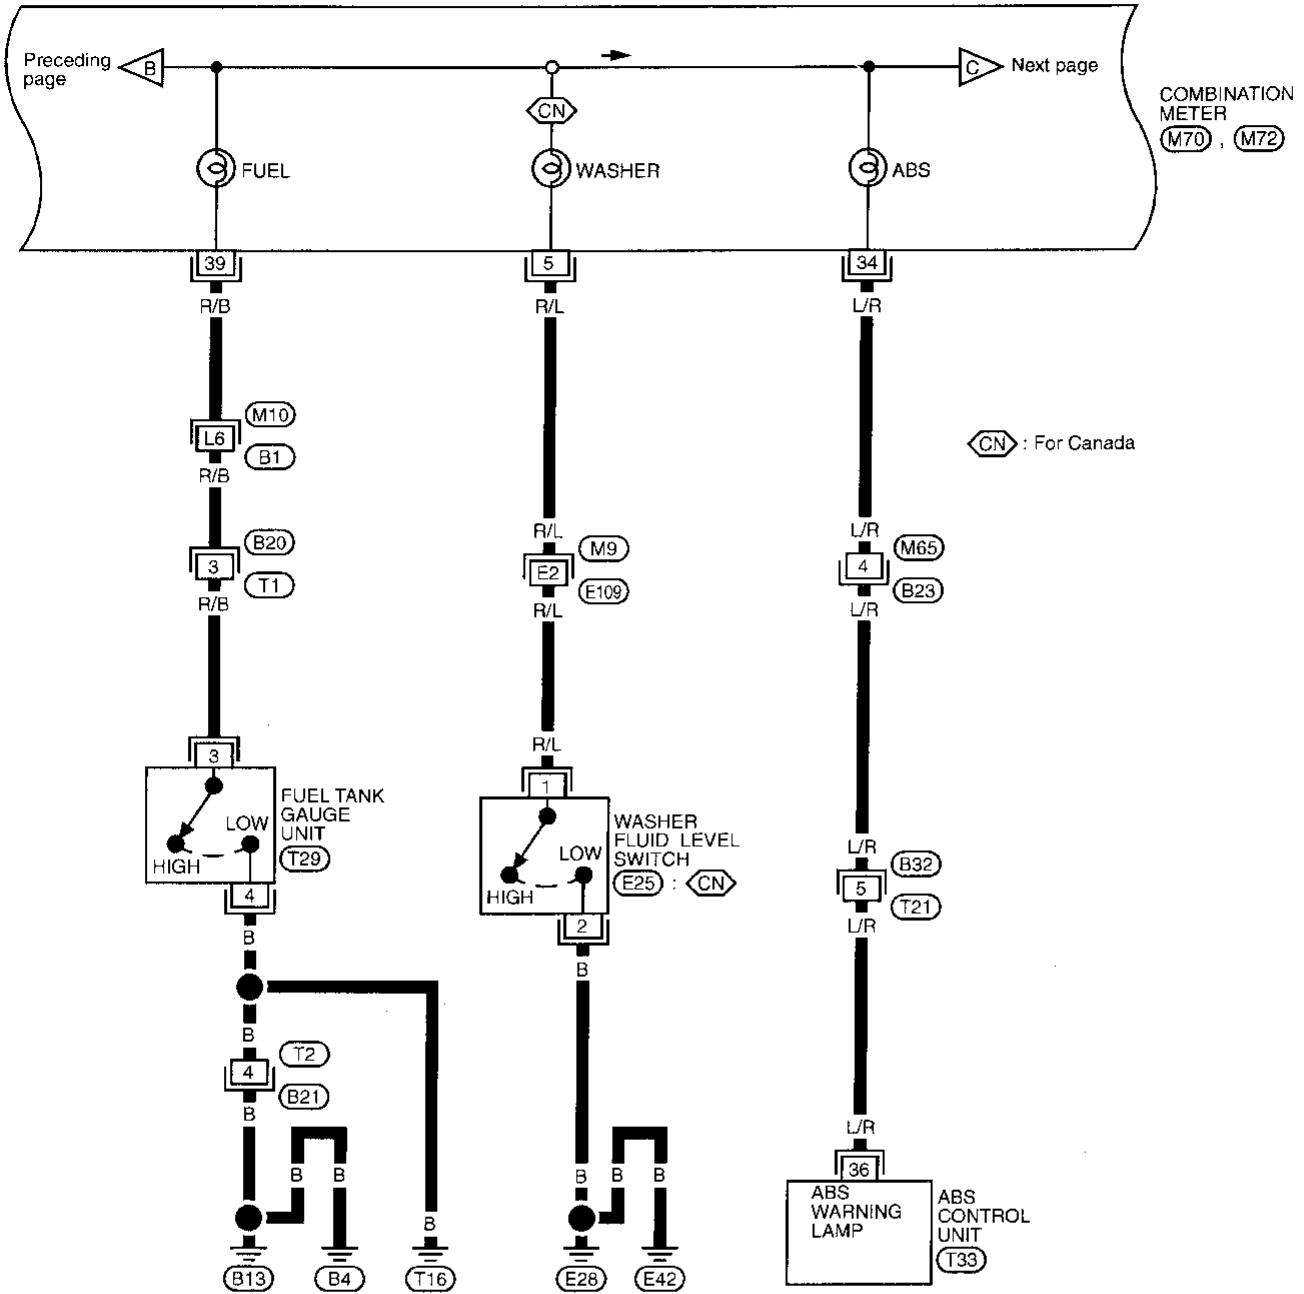 Preceding
page
B
C
Next page
COMBINATION
METER
M70 , M72
CN
FUEL
WASHER
ABS
39
5
34
R/B
R/L
L/R
M10
L6
B1
R/B
CN : For Canada
B20
3
T1
R/B
R/L
M9
E2
E109
R/L
L/R
M65
4
B23
L/R
R/L
3
FUEL TANK
GAUGE
UNIT
T29
LOW
HIGH
4
1
WASHER
FLUID LEVEL
SWITCH
E25 : CN
LOW
HIGH
2
L/R
B32
5
T21
L/R
B
B
T2
4
B21
B
B
B
B
B
B
B
B
L/R
36
ABS
WARNING
LAMP
ABS
CONTROL
UNIT
T33
B13
B4
T16
E28
E42